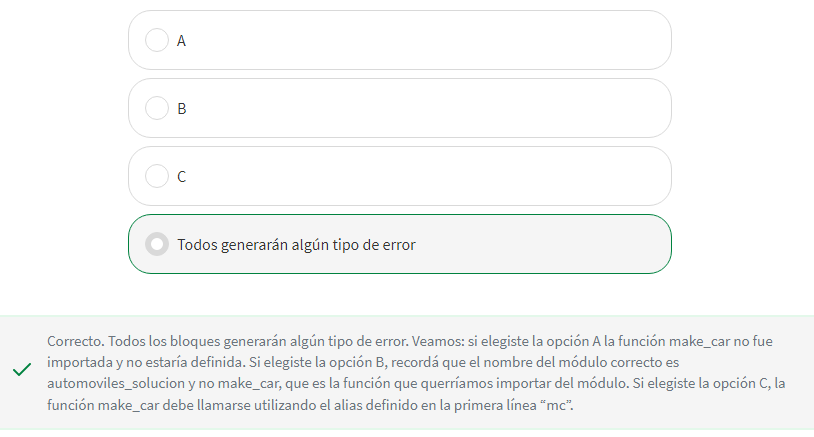 A
B
C
Todos generarán algún tipo de error
Correcto. Todos los bloques generarán algún tipo de error. Veamos: si elegiste la opción A la función make_car no fue
importada y no estaría definida. Si elegiste la opción B, recordá que el nombre del módulo correcto es
automoviles_solucion y no make_car, que es la función que querríamos importar del módulo. Si elegiste la opción C, la
función make_car debe llamarse utilizando el alias definido en la primera línea “mc”.